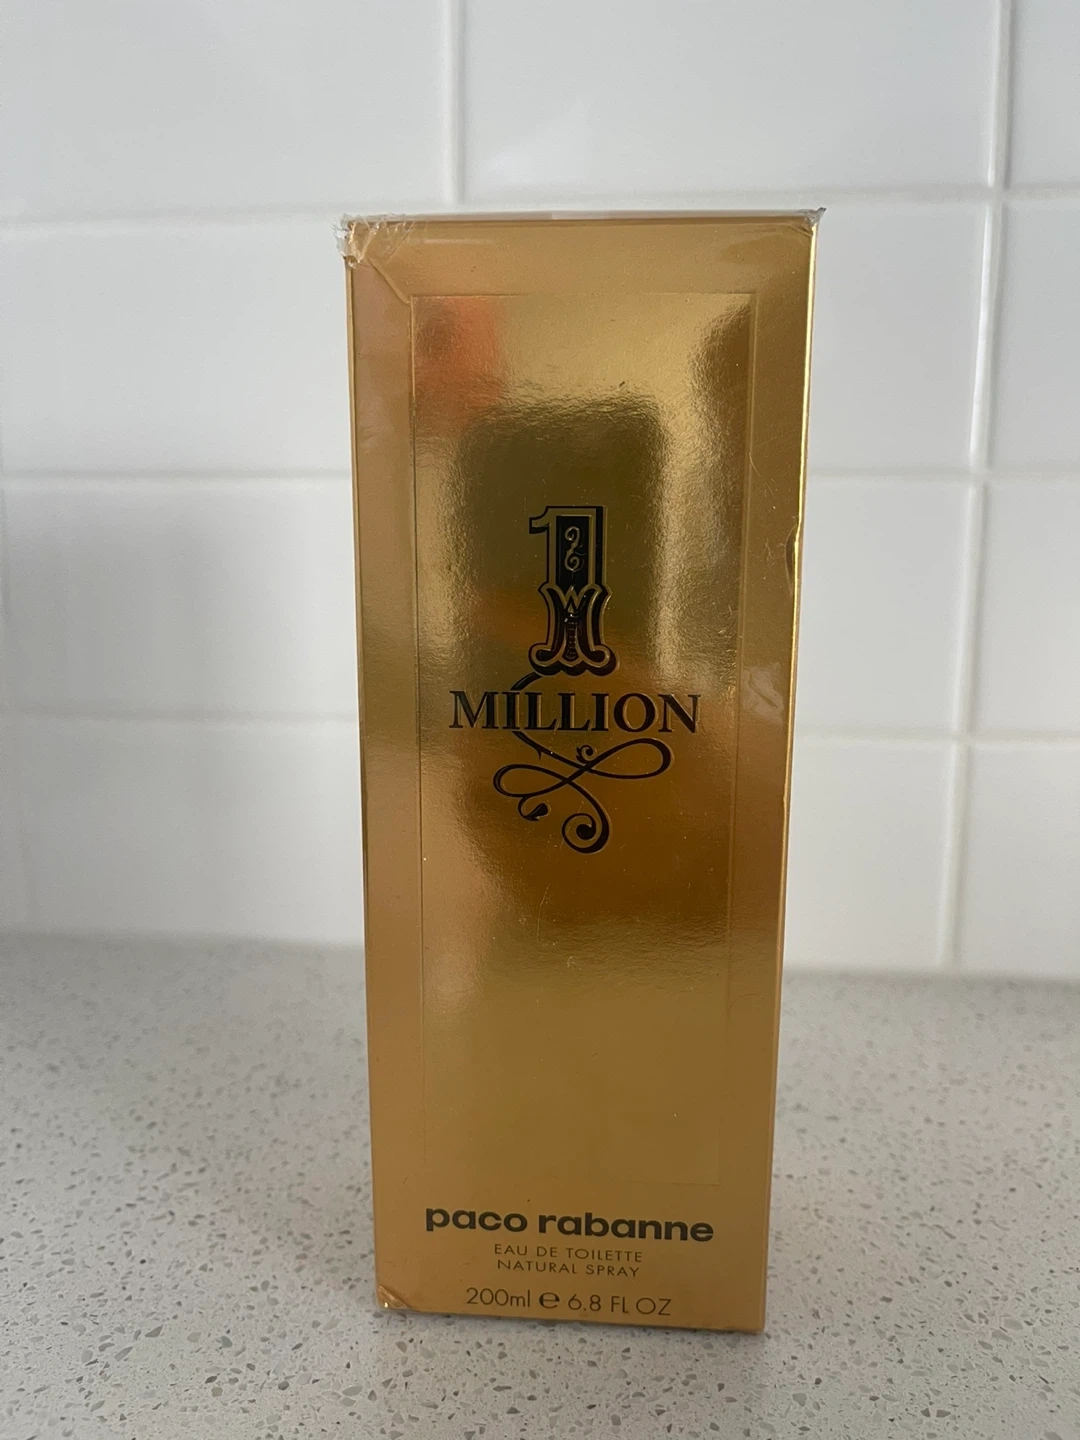 1
MILLION
paco rabanne
EAU DE TOILETTE
NATURAL SPRAY
200ml ℮ 6.8 FL OZ